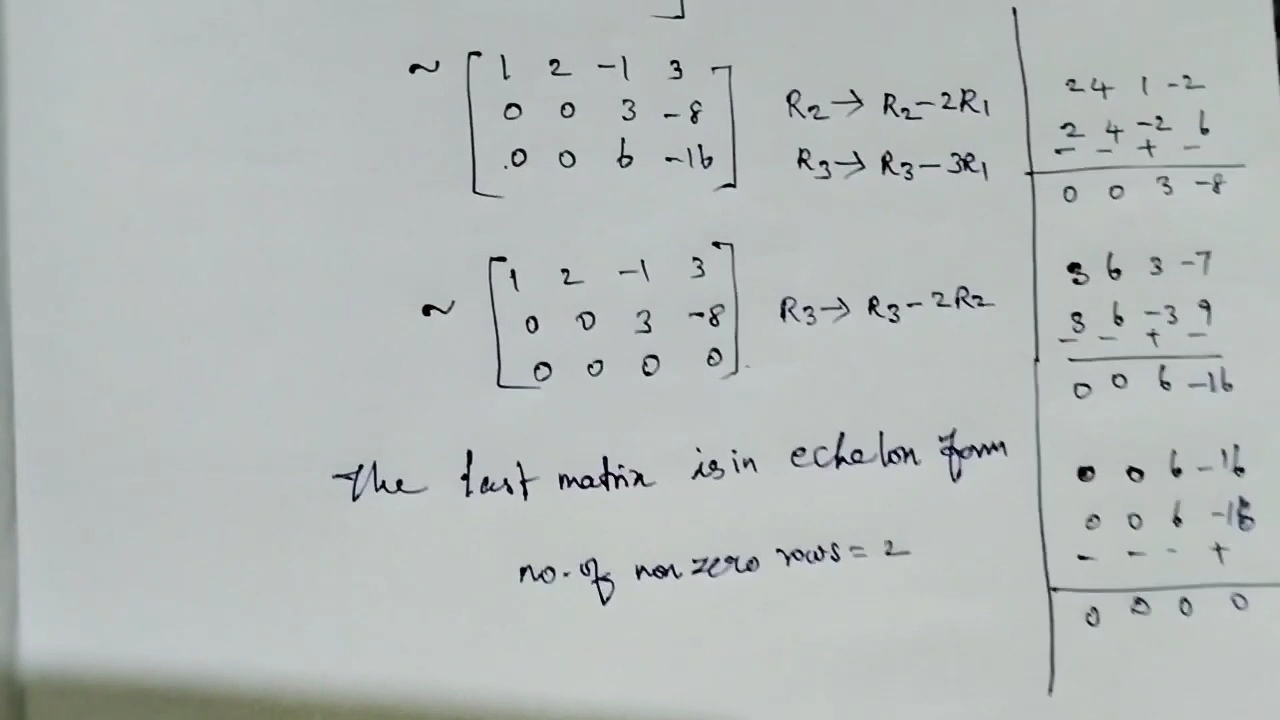 ~ [ 1 2 -1 3
0 0 3 -8 R2 → R2-2R1
0 0 6 -16 ] R3 → R3-3R1
~ [ 1 2 -1 3
0 0 3 -8 R3 → R3-2R2
0 0 0 0 ]
The last matrix is in echelon form
no. of non zero rows = 2
2 4 1 -2
2 4 -2 6
- - + -
0 0 3 -8
3 6 3 -7
3 6 -3 9
- - + -
0 0 6 -16
0 0 6 -16
0 0 6 -16
- - - +
0 0 0 0